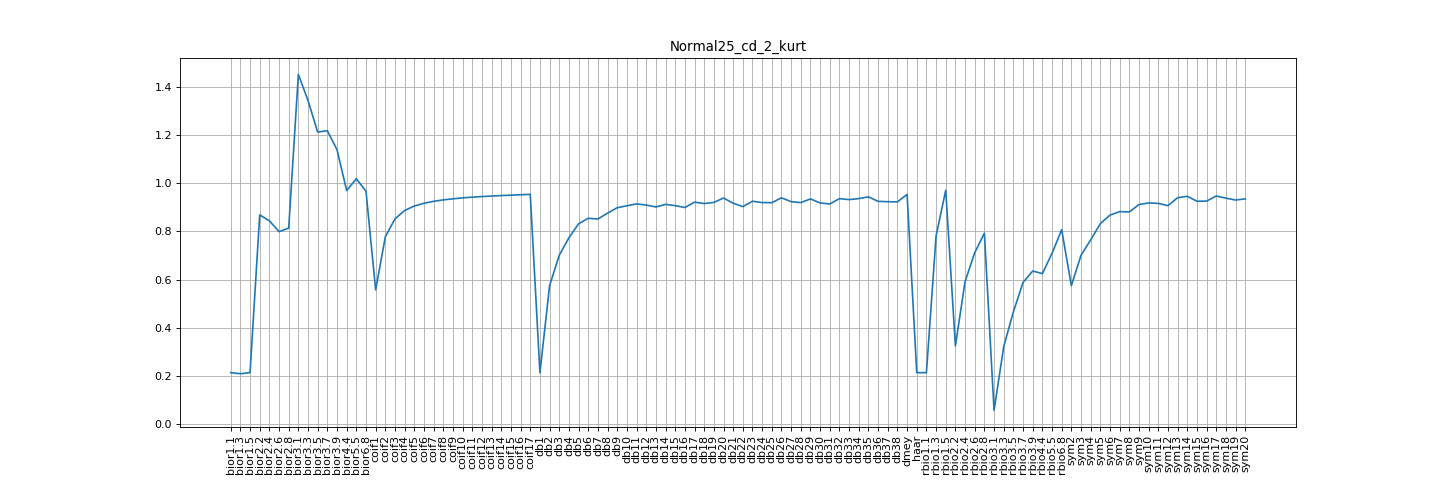 Normal25_cd_2_kurt
1.4
1.2
1.0
0.8
0.6
0.4
0.2
0.0
bior1.1
bior1.3
bior1.5
bior2.2
bior2.4
bior2.6
bior2.8
bior3.1
bior3.3
bior3.5
bior3.7
bior3.9
bior4.4
bior5.5
bior6.8
coif1
coif2
coif3
coif4
coif5
coif6
coif7
coif8
coif9
coif10
coif11
coif12
coif13
coif14
coif15
coif16
coif17
db1
db2
db3
db4
db5
db6
db7
db8
db9
db10
db11
db12
db13
db14
db15
db16
db17
db18
db19
db20
db21
db22
db23
db24
db25
db26
db27
db28
db29
db30
db31
db32
db33
db34
db35
db36
db37
db38
dmey
haar
rbio1.1
rbio1.3
rbio1.5
rbio2.2
rbio2.4
rbio2.6
rbio2.8
rbio3.1
rbio3.3
rbio3.5
rbio3.7
rbio3.9
rbio4.4
rbio5.5
rbio6.8
sym2
sym3
sym4
sym5
sym6
sym7
sym8
sym9
sym10
sym11
sym12
sym13
sym14
sym15
sym16
sym17
sym18
sym19
sym20